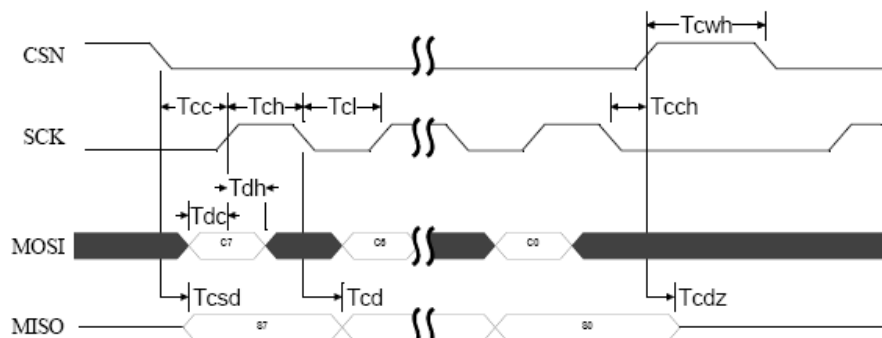 Tcwh
CSN
Tcc Tch Tcl Tcch
SCK
Tdh
Tdc
MOSI C7 C6 C0
Tcsd Tcd Tcdz
MISO S7 S0